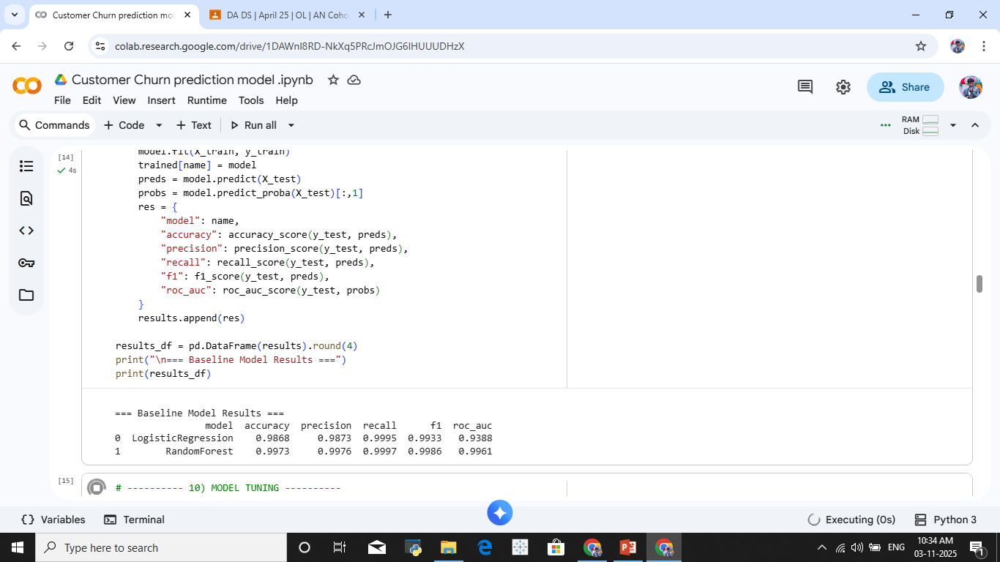 Customer Churn prediction mo
DA DS | April 25 | OL | AN Coho
colab.research.google.com/drive/1DAWnI8RD-NkXq5PRcJmOJG6IHUUUDHzX
Customer Churn prediction model .ipynb
File Edit View Insert Runtime Tools Help
Share
Commands + Code + Text Run all
RAM
Disk
[14]
4s
model.fit(X_train, y_train)
trained[name] = model
preds = model.predict(X_test)
probs = model.predict_proba(X_test)[:,1]
res = {
"model": name,
"accuracy": accuracy_score(y_test, preds),
"precision": precision_score(y_test, preds),
"recall": recall_score(y_test, preds),
"f1": f1_score(y_test, preds),
"roc_auc": roc_auc_score(y_test, probs)
}
results.append(res)
results_df = pd.DataFrame(results).round(4)
print("\n=== Baseline Model Results ===")
print(results_df)
=== Baseline Model Results ===
model accuracy precision recall f1 roc_auc
0 LogisticRegression 0.9868 0.9873 0.9995 0.9933 0.9388
1 RandomForest 0.9973 0.9976 0.9997 0.9986 0.9961
[15]
# ---------- 10) MODEL TUNING ----------
Variables Terminal
Executing (0s) Python 3
Type here to search
ENG
10:34 AM
03-11-2025
1